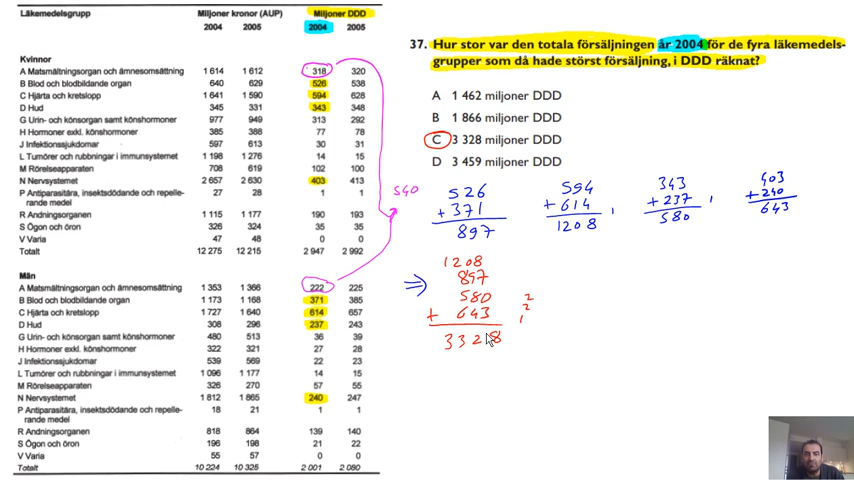 Läkemedelsgrupp Miljoner kronor (AUP) Miljoner DDD
2004 2005 2004 2005
Kvinnor
A Matsmältningsorgan och ämnesomsättning 1 614 1 612 318 320
B Blod och blodbildande organ 640 629 526 538
C Hjärta och kretslopp 1 641 1 590 594 628
D Hud 345 331 343 348
G Urin- och könsorgan samt könshormoner 977 949 313 292
H Hormoner exkl. könshormoner 385 388 77 78
J Infektionssjukdomar 597 613 30 31
L Tumörer och rubbningar i immunsystemet 1 198 1 276 14 15
M Rörelseapparaten 708 619 102 100
N Nervsystemet 2 657 2 630 403 413
P Antiparasitära, insektsdödande och repelle-
rande medel 27 28 1 1
R Andningsorganen 1 115 1 177 190 193
S Ögon och öron 326 324 35 35
V Varia 47 48 0 0
Totalt 12 275 12 215 2 947 2 992
Män
A Matsmältningsorgan och ämnesomsättning 1 353 1 366 222 225
B Blod och blodbildande organ 1 173 1 168 371 385
C Hjärta och kretslopp 1 727 1 640 614 657
D Hud 308 296 237 243
G Urin- och könsorgan samt könshormoner 480 513 36 39
H Hormoner exkl. könshormoner 322 321 27 28
J Infektionssjukdomar 539 569 22 23
L Tumörer och rubbningar i immunsystemet 1 096 1 177 14 15
M Rörelseapparaten 326 270 57 55
N Nervsystemet 1 812 1 865 240 247
P Antiparasitära, insektsdödande och repelle-
rande medel 18 21 1 1
R Andningsorganen 818 864 139 140
S Ögon och öron 196 198 21 22
V Varia 55 57 0 0
Totalt 10 224 10 325 2 001 2 080
37. Hur stor var den totala försäljningen år 2004 för de fyra läkemedels-
grupper som då hade störst försäljning, i DDD räknat?
A 1 462 miljoner DDD
B 1 866 miljoner DDD
C 3 328 miljoner DDD
D 3 459 miljoner DDD
540
526
+371
897
594
+614
1208
1
343
+237
580
1
403
+240
643
⇒
1208
897
580
+ 643
3328
2
2
1